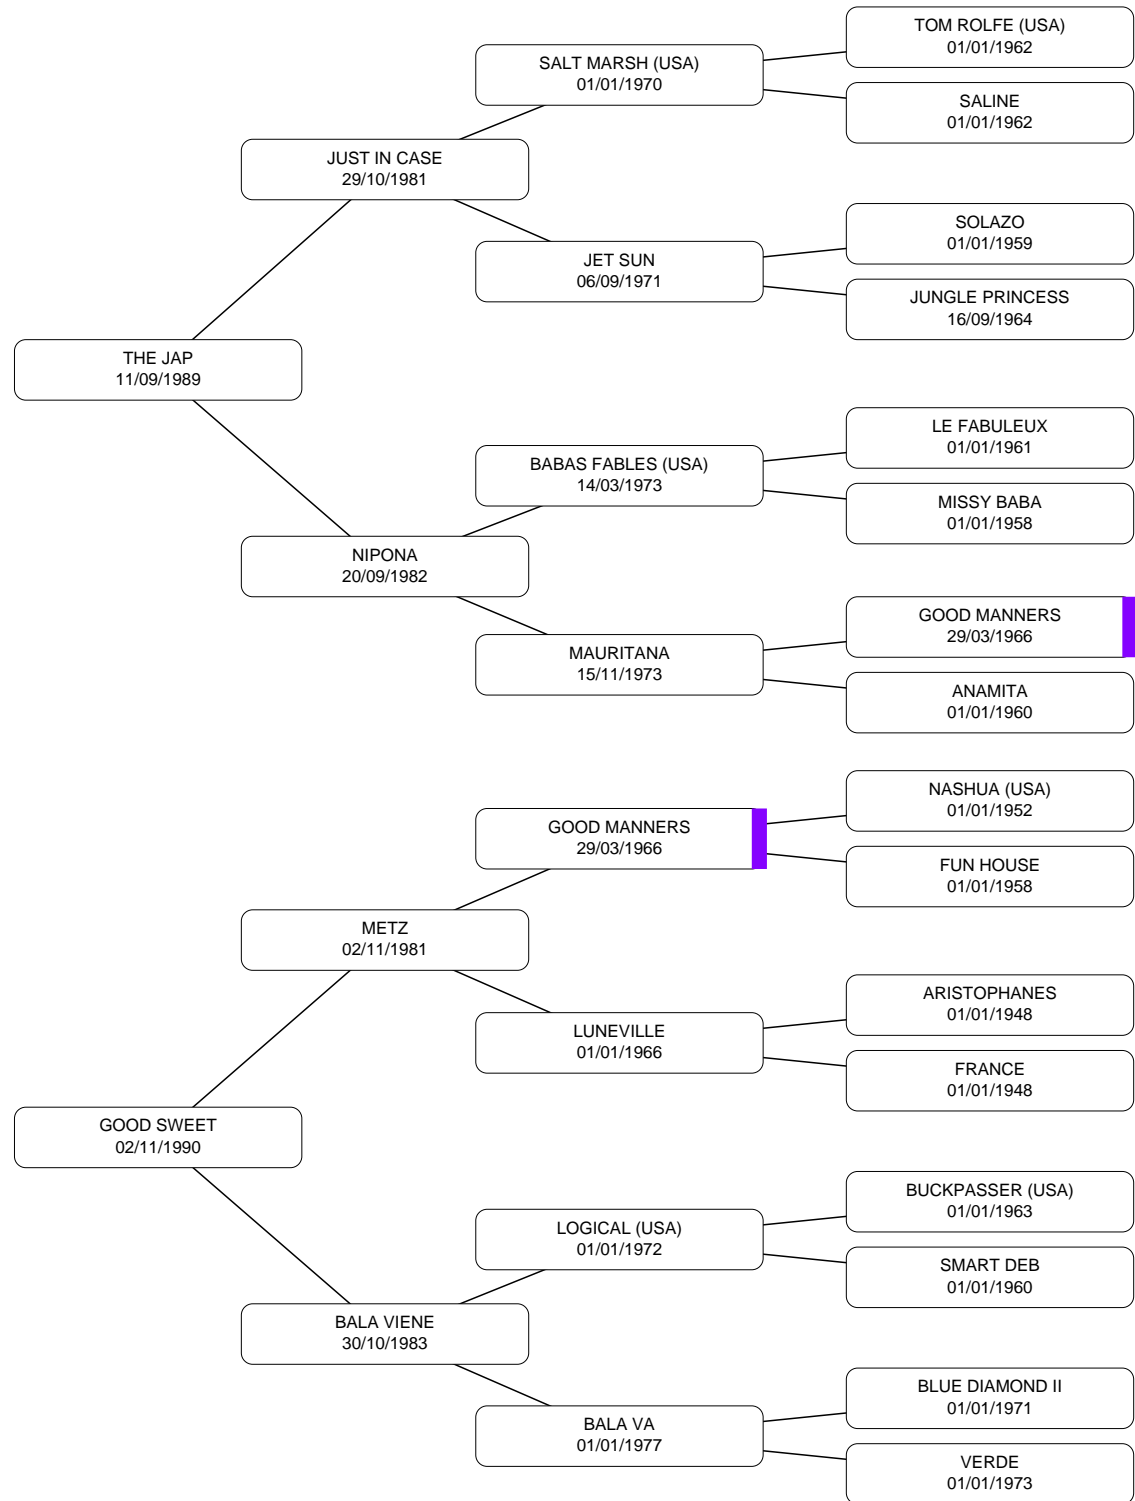 TOM ROLFE (USA)
01/01/1962
SALT MARSH (USA)
01/01/1970
SALINE
01/01/1962
JUST IN CASE
29/10/1981
SOLAZO
01/01/1959
JET SUN
06/09/1971
JUNGLE PRINCESS
16/09/1964
THE JAP
11/09/1989
LE FABULEUX
01/01/1961
BABAS FABLES (USA)
14/03/1973
MISSY BABA
01/01/1958
NIPONA
20/09/1982
GOOD MANNERS
29/03/1966
MAURITANA
15/11/1973
ANAMITA
01/01/1960
NASHUA (USA)
01/01/1952
GOOD MANNERS
29/03/1966
FUN HOUSE
01/01/1958
METZ
02/11/1981
ARISTOPHANES
01/01/1948
LUNEVILLE
01/01/1966
FRANCE
01/01/1948
GOOD SWEET
02/11/1990
BUCKPASSER (USA)
01/01/1963
LOGICAL (USA)
01/01/1972
SMART DEB
01/01/1960
BALA VIENE
30/10/1983
BLUE DIAMOND II
01/01/1971
BALA VA
01/01/1977
VERDE
01/01/1973